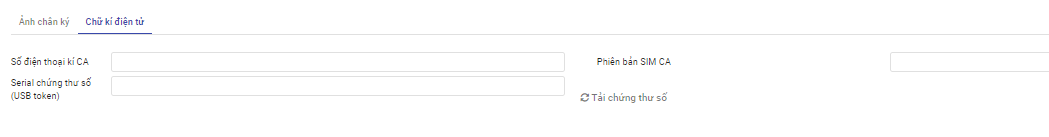 Ảnh chân ký Chữ kí điện tử
Số điện thoại kí CA Phiên bản SIM CA
Serial chứng thư số
(USB token)
Tải chứng thư số